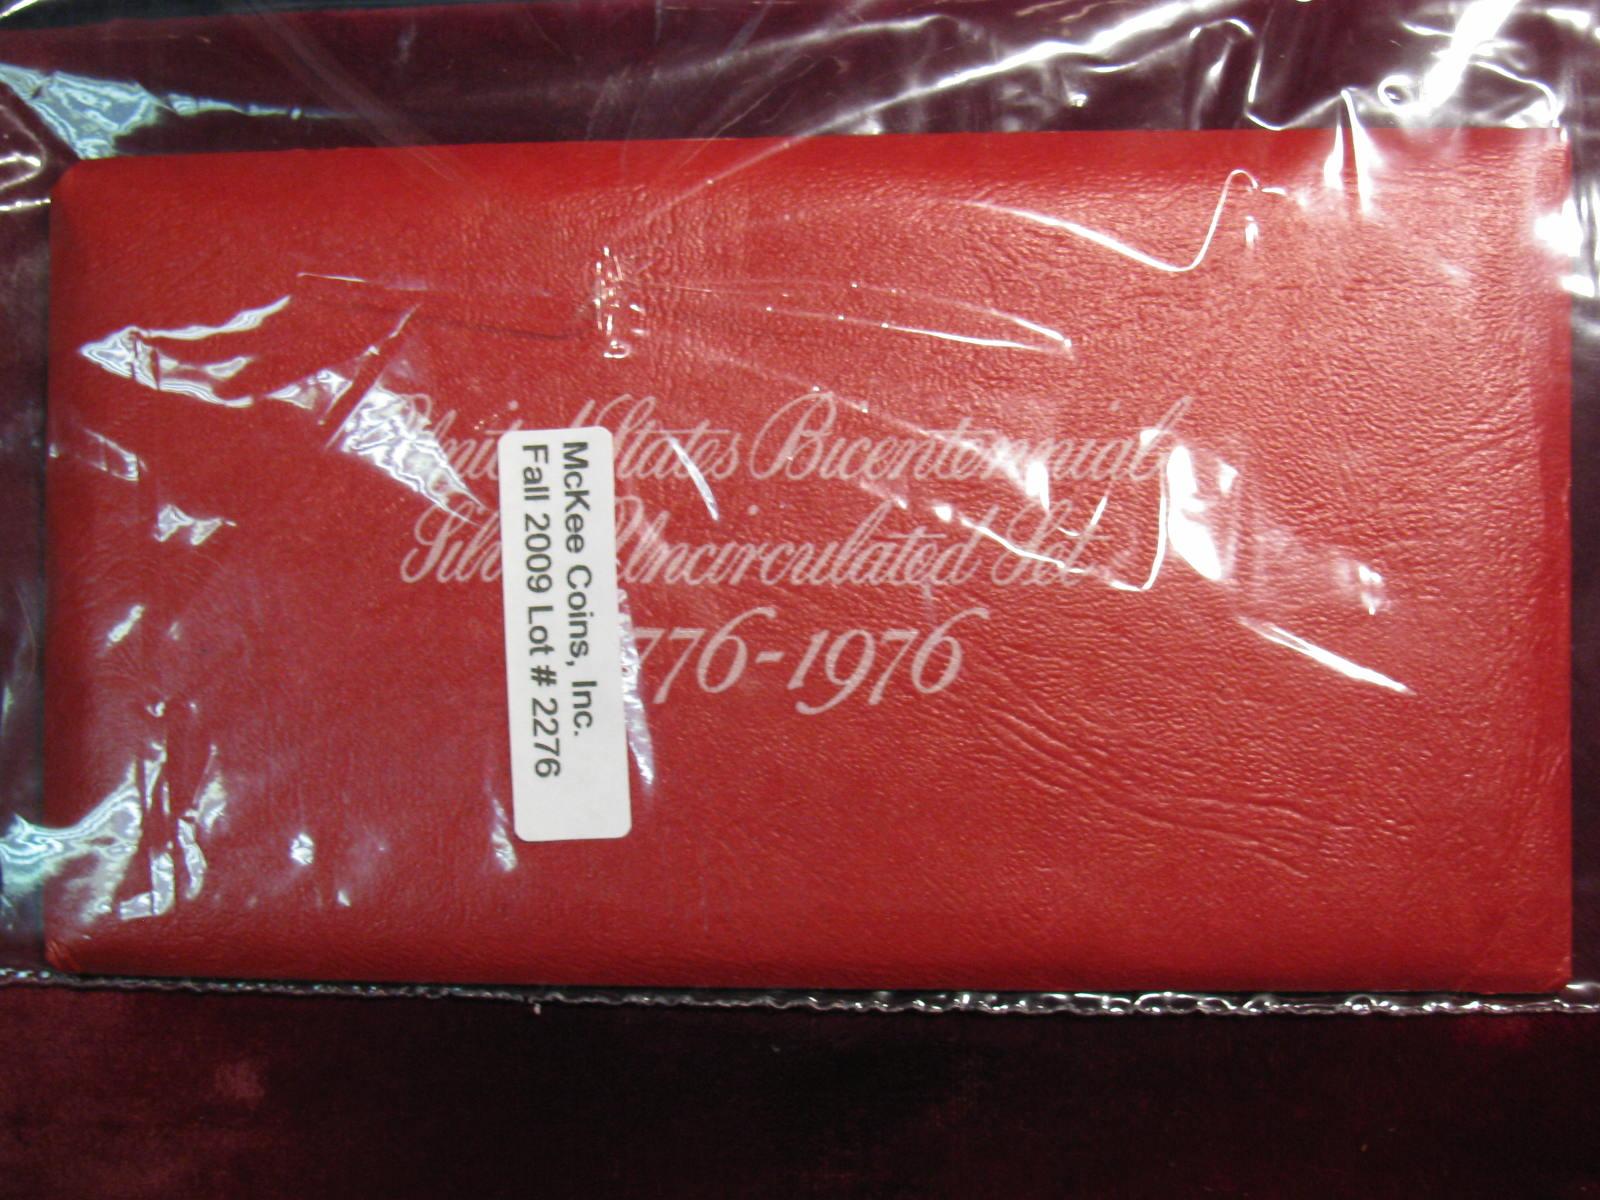 United States Bicentennial
Silver Uncirculated Set
1776-1976
McKee Coins, Inc.
Fall 2009 Lot # 2276